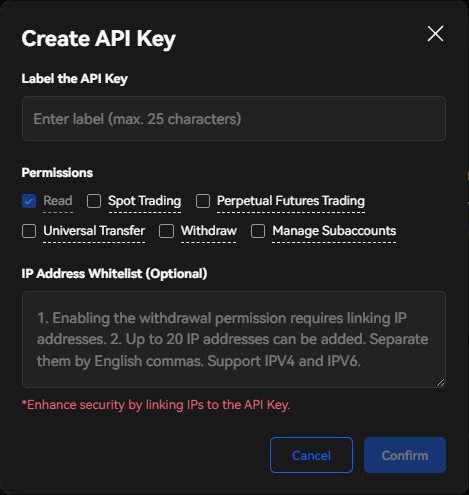 Create API Key
Label the API Key
Enter label (max. 25 characters)
Permissions
Read Spot Trading Perpetual Futures Trading
Universal Transfer Withdraw Manage Subaccounts
IP Address Whitelist (Optional)
1. Enabling the withdrawal permission requires linking IP
addresses. 2. Up to 20 IP addresses can be added. Separate
them by English commas. Support IPV4 and IPV6.
*Enhance security by linking IPs to the API Key.
Cancel Confirm